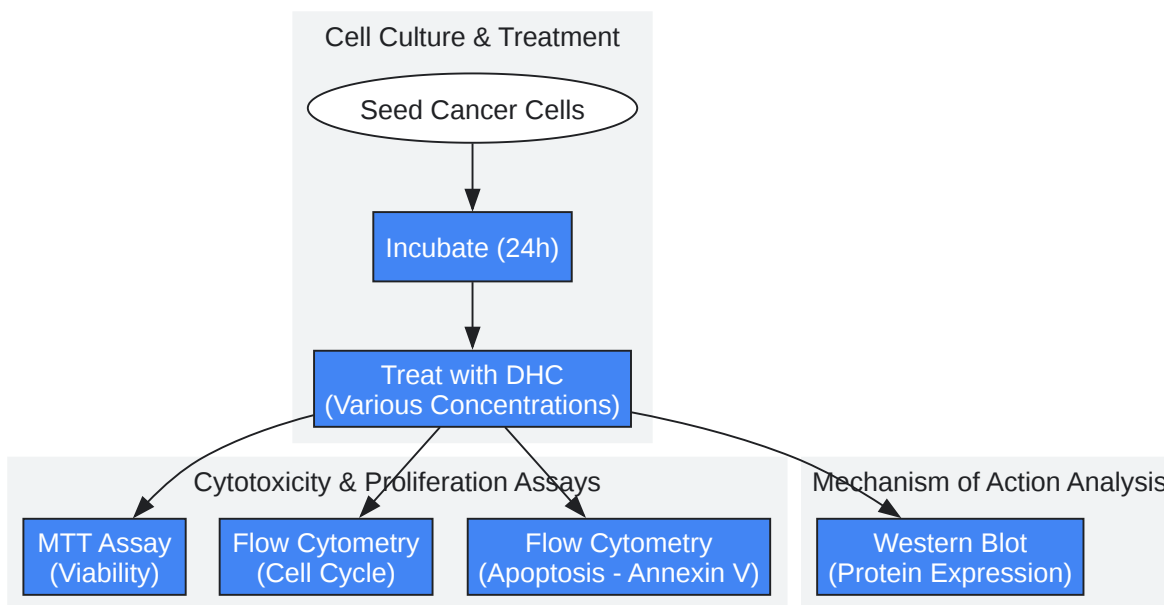 Cell Culture & Treatment
Seed Cancer Cells
Incubate (24h)
Treat with DHC
(Various Concentrations)
Cytotoxicity & Proliferation Assays
Mechanism of Action Analysis
MTT Assay
(Viability)
Flow Cytometry
(Cell Cycle)
Flow Cytometry
(Apoptosis - Annexin V)
Western Blot
(Protein Expression)